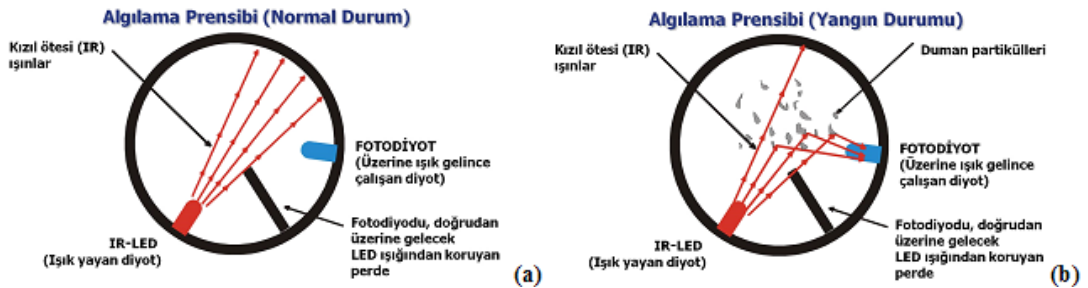 Algılama Prensibi (Normal Durum)
Kızıl ötesi (IR)
ışınlar
FOTODİYOT
(Üzerine ışık gelince
çalışan diyot)
Fotodiyodu, doğrudan
üzerine gelecek
LED ışığından koruyan
perde
IR-LED
(Işık yayan diyot)
(a)
Algılama Prensibi (Yangın Durumu)
Kızıl ötesi (IR)
ışınlar
Duman partikülleri
FOTODİYOT
(Üzerine ışık gelince
çalışan diyot)
Fotodiyodu, doğrudan
üzerine gelecek
LED ışığından koruyan
perde
IR-LED
(Işık yayan diyot)
(b)